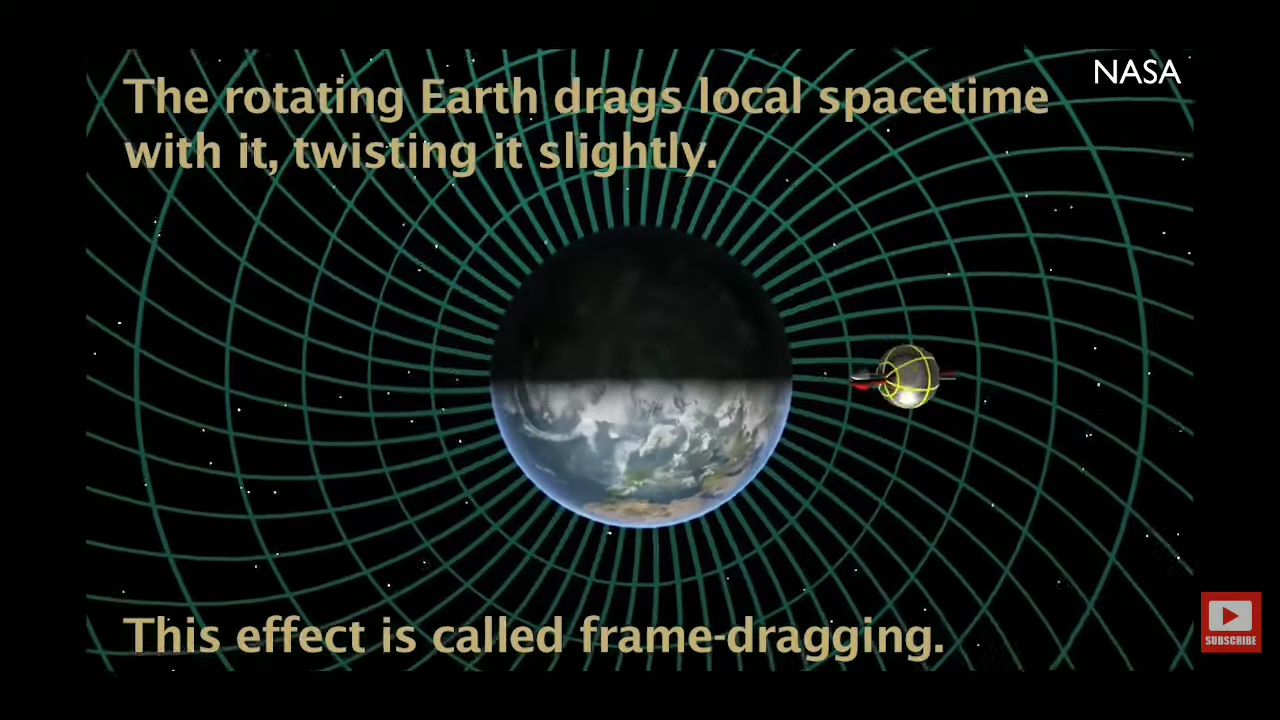 NASA
The rotating Earth drags local spacetime
with it, twisting it slightly.
This effect is called frame-dragging.
SUBSCRIBE